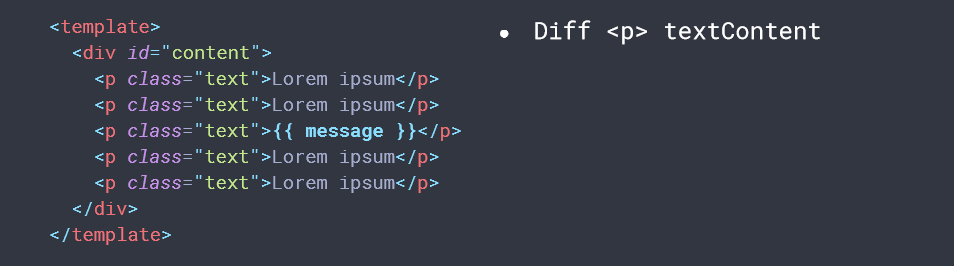 <template>
<div id="content">
<p class="text">Lorem ipsum</p>
<p class="text">Lorem ipsum</p>
<p class="text">{{ message }}</p>
<p class="text">Lorem ipsum</p>
<p class="text">Lorem ipsum</p>
</div>
</template>
• Diff <p> textContent